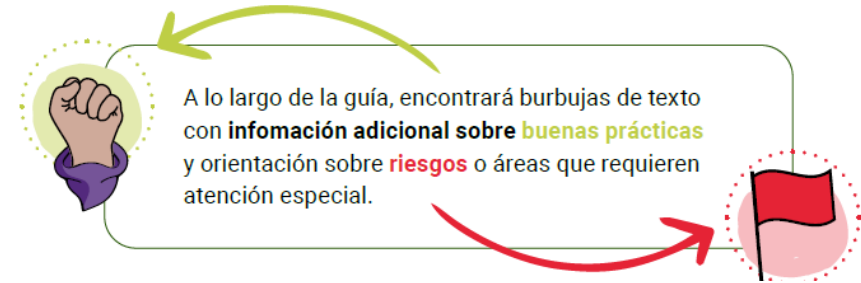 A lo largo de la guía, encontrará burbujas de texto
con infomación adicional sobre buenas prácticas
y orientación sobre riesgos o áreas que requieren
atención especial.